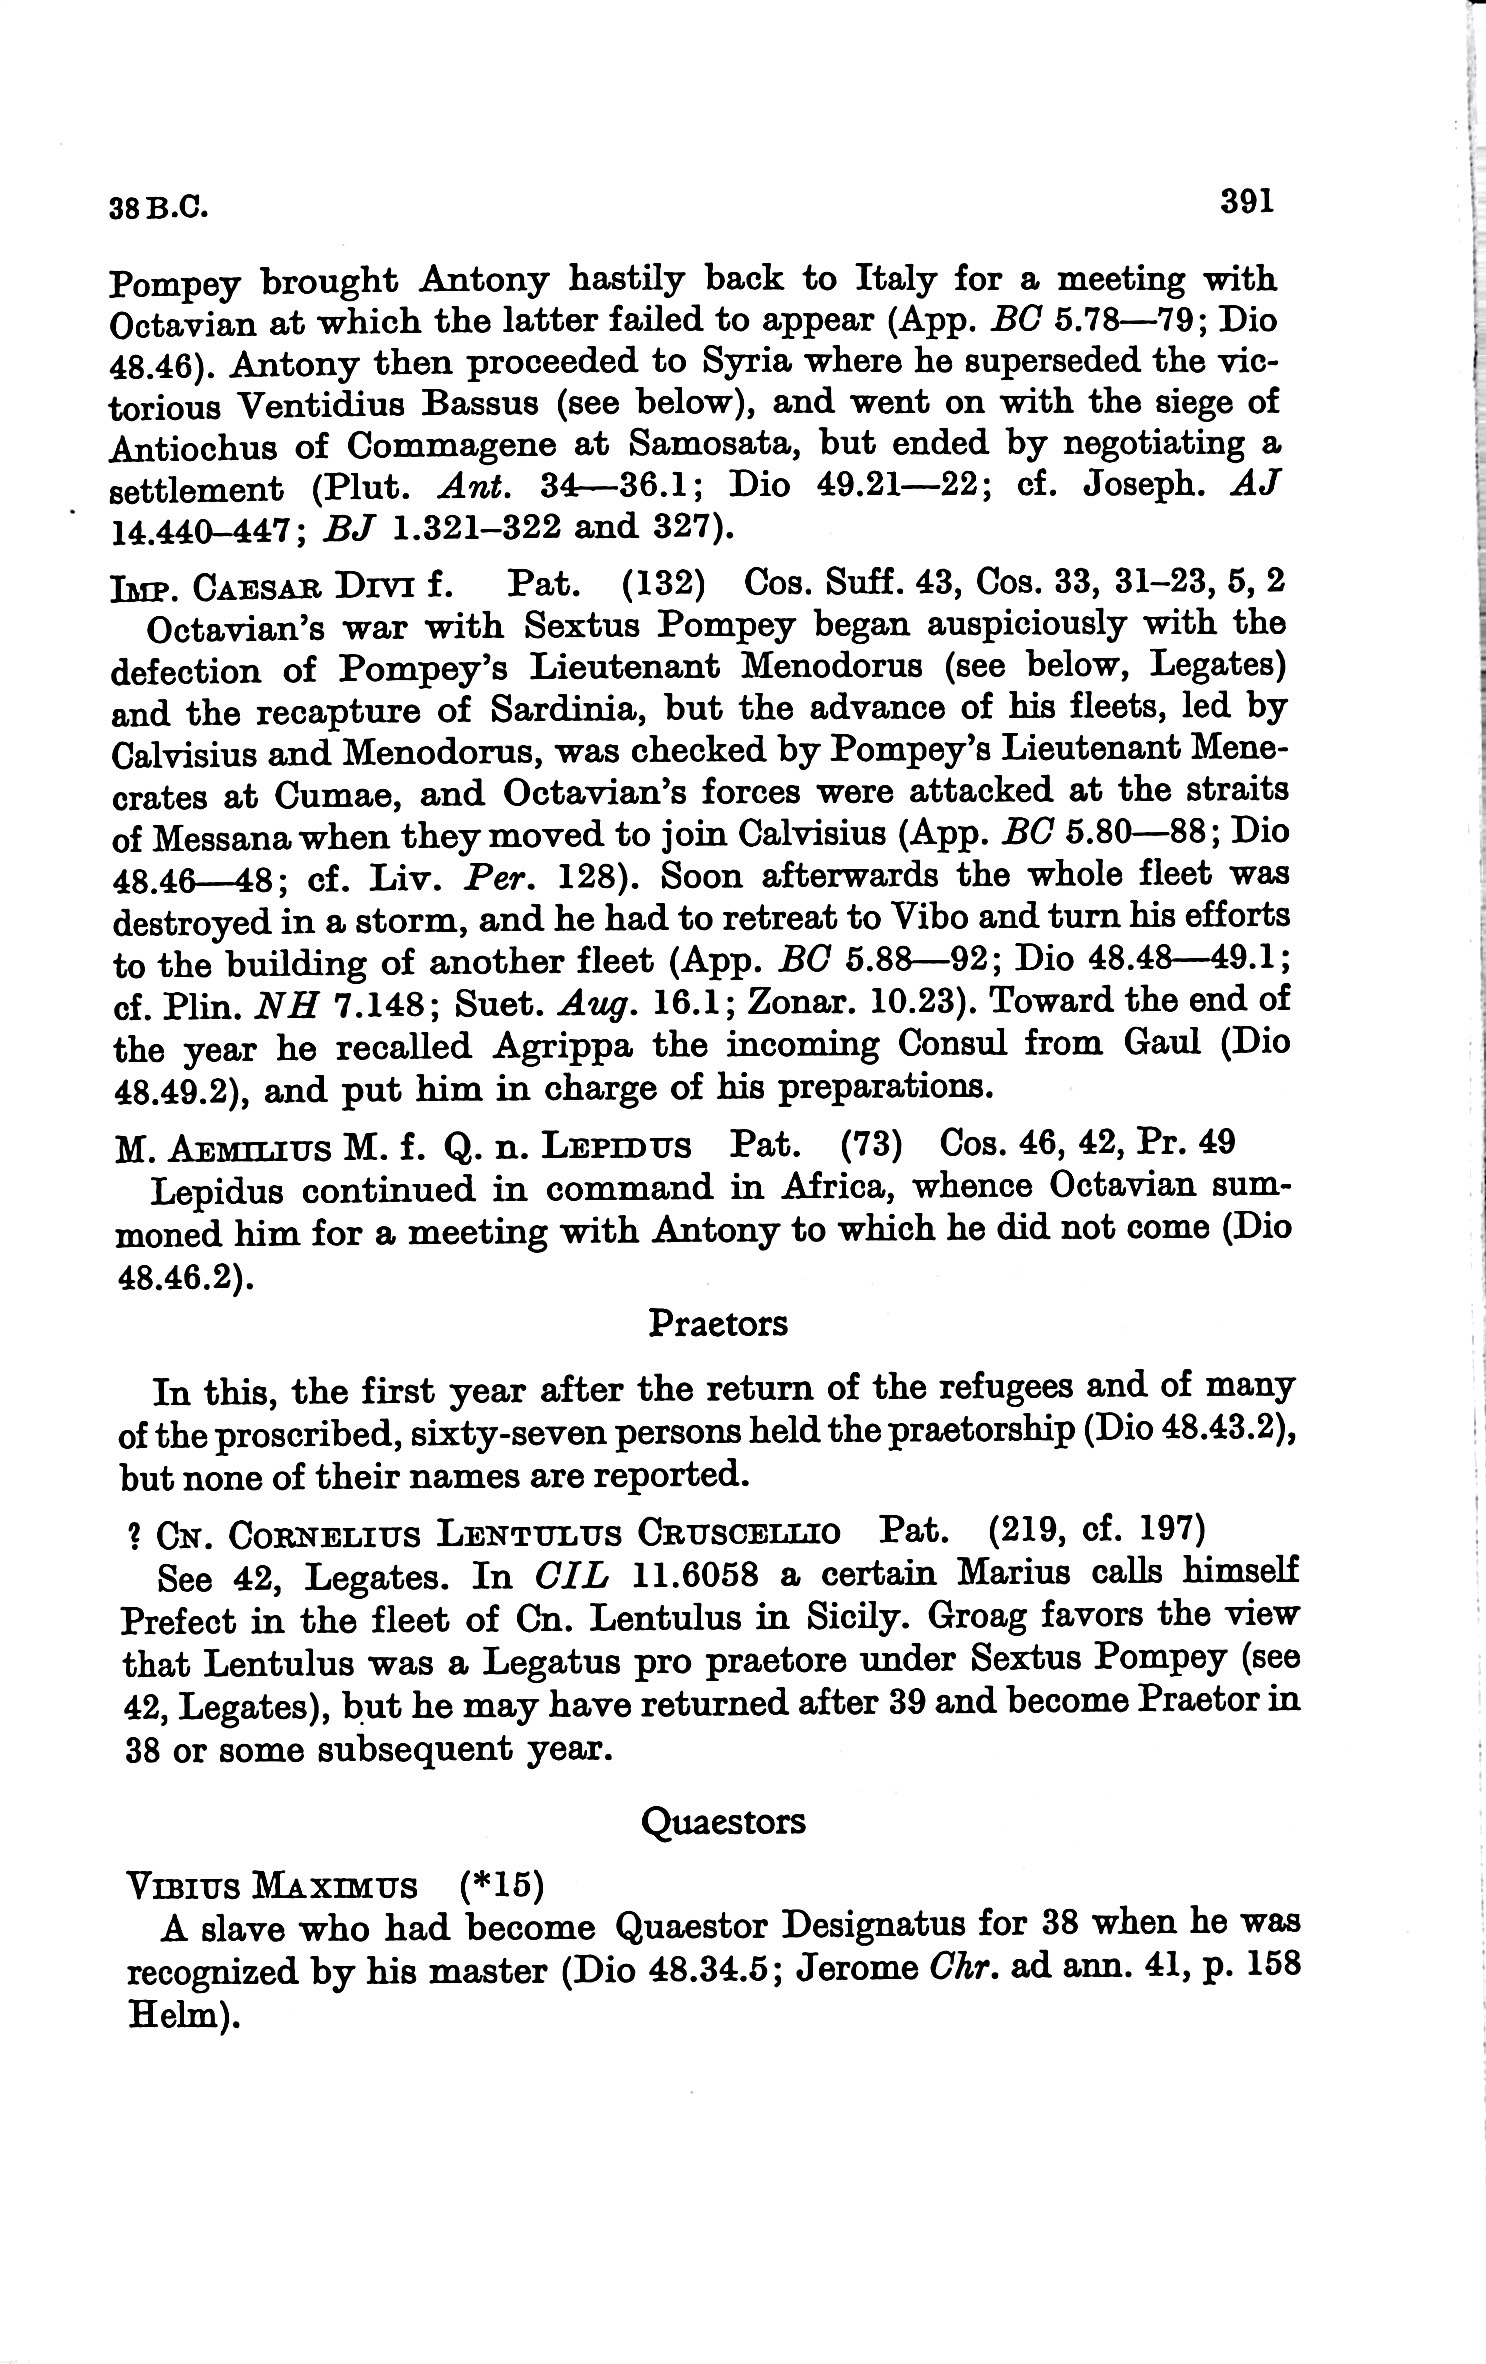 38 B.C. 391
Pompey brought Antony hastily back to Italy for a meeting with
Octavian at which the latter failed to appear (App. BC 5.78—79; Dio
48.46). Antony then proceeded to Syria where he superseded the vic-
torious Ventidius Bassus (see below), and went on with the siege of
Antiochus of Commagene at Samosata, but ended by negotiating a
settlement (Plut. Ant. 34—36.1; Dio 49.21—22; cf. Joseph. AJ
14.440–447; BJ 1.321–322 and 327).
IMP. CAESAR DIVI f. Pat. (132) Cos. Suff. 43, Cos. 33, 31–23, 5, 2
Octavian's war with Sextus Pompey began auspiciously with the
defection of Pompey's Lieutenant Menodorus (see below, Legates)
and the recapture of Sardinia, but the advance of his fleets, led by
Calvisius and Menodorus, was checked by Pompey's Lieutenant Mene-
crates at Cumae, and Octavian's forces were attacked at the straits
of Messana when they moved to join Calvisius (App. BC 5.80—88; Dio
48.46—48; cf. Liv. Per. 128). Soon afterwards the whole fleet was
destroyed in a storm, and he had to retreat to Vibo and turn his efforts
to the building of another fleet (App. BC 5.88—92; Dio 48.48—49.1;
cf. Plin. NH 7.148; Suet. Aug. 16.1; Zonar. 10.23). Toward the end of
the year he recalled Agrippa the incoming Consul from Gaul (Dio
48.49.2), and put him in charge of his preparations.
M. AEMILIUS M. f. Q. n. LEPIDUS Pat. (73) Cos. 46, 42, Pr. 49
Lepidus continued in command in Africa, whence Octavian sum-
moned him for a meeting with Antony to which he did not come (Dio
48.46.2).
Praetors
In this, the first year after the return of the refugees and of many
of the proscribed, sixty-seven persons held the praetorship (Dio 48.43.2),
but none of their names are reported.
? CN. CORNELIUS LENTULUS CRUSCELLIO Pat. (219, cf. 197)
See 42, Legates. In CIL 11.6058 a certain Marius calls himself
Prefect in the fleet of Cn. Lentulus in Sicily. Groag favors the view
that Lentulus was a Legatus pro praetore under Sextus Pompey (see
42, Legates), but he may have returned after 39 and become Praetor in
38 or some subsequent year.
Quaestors
VIBIUS MAXIMUS (*15)
A slave who had become Quaestor Designatus for 38 when he was
recognized by his master (Dio 48.34.5; Jerome Chr. ad ann. 41, p. 158
Helm).